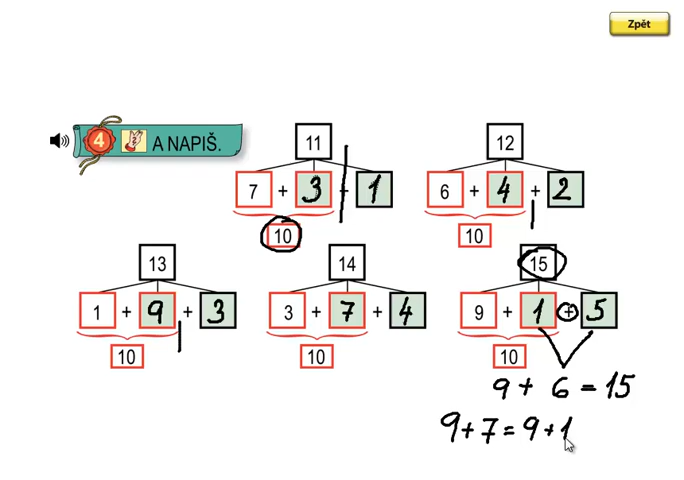 Zpět
4 A NAPIŠ.
11
7 + 3 + 1
10
12
6 + 4 + 2
10
13
1 + 9 + 3
10
14
3 + 7 + 4
10
15
9 + 1 + 5
10
9 + 6 = 15
9 + 7 = 9 + 1